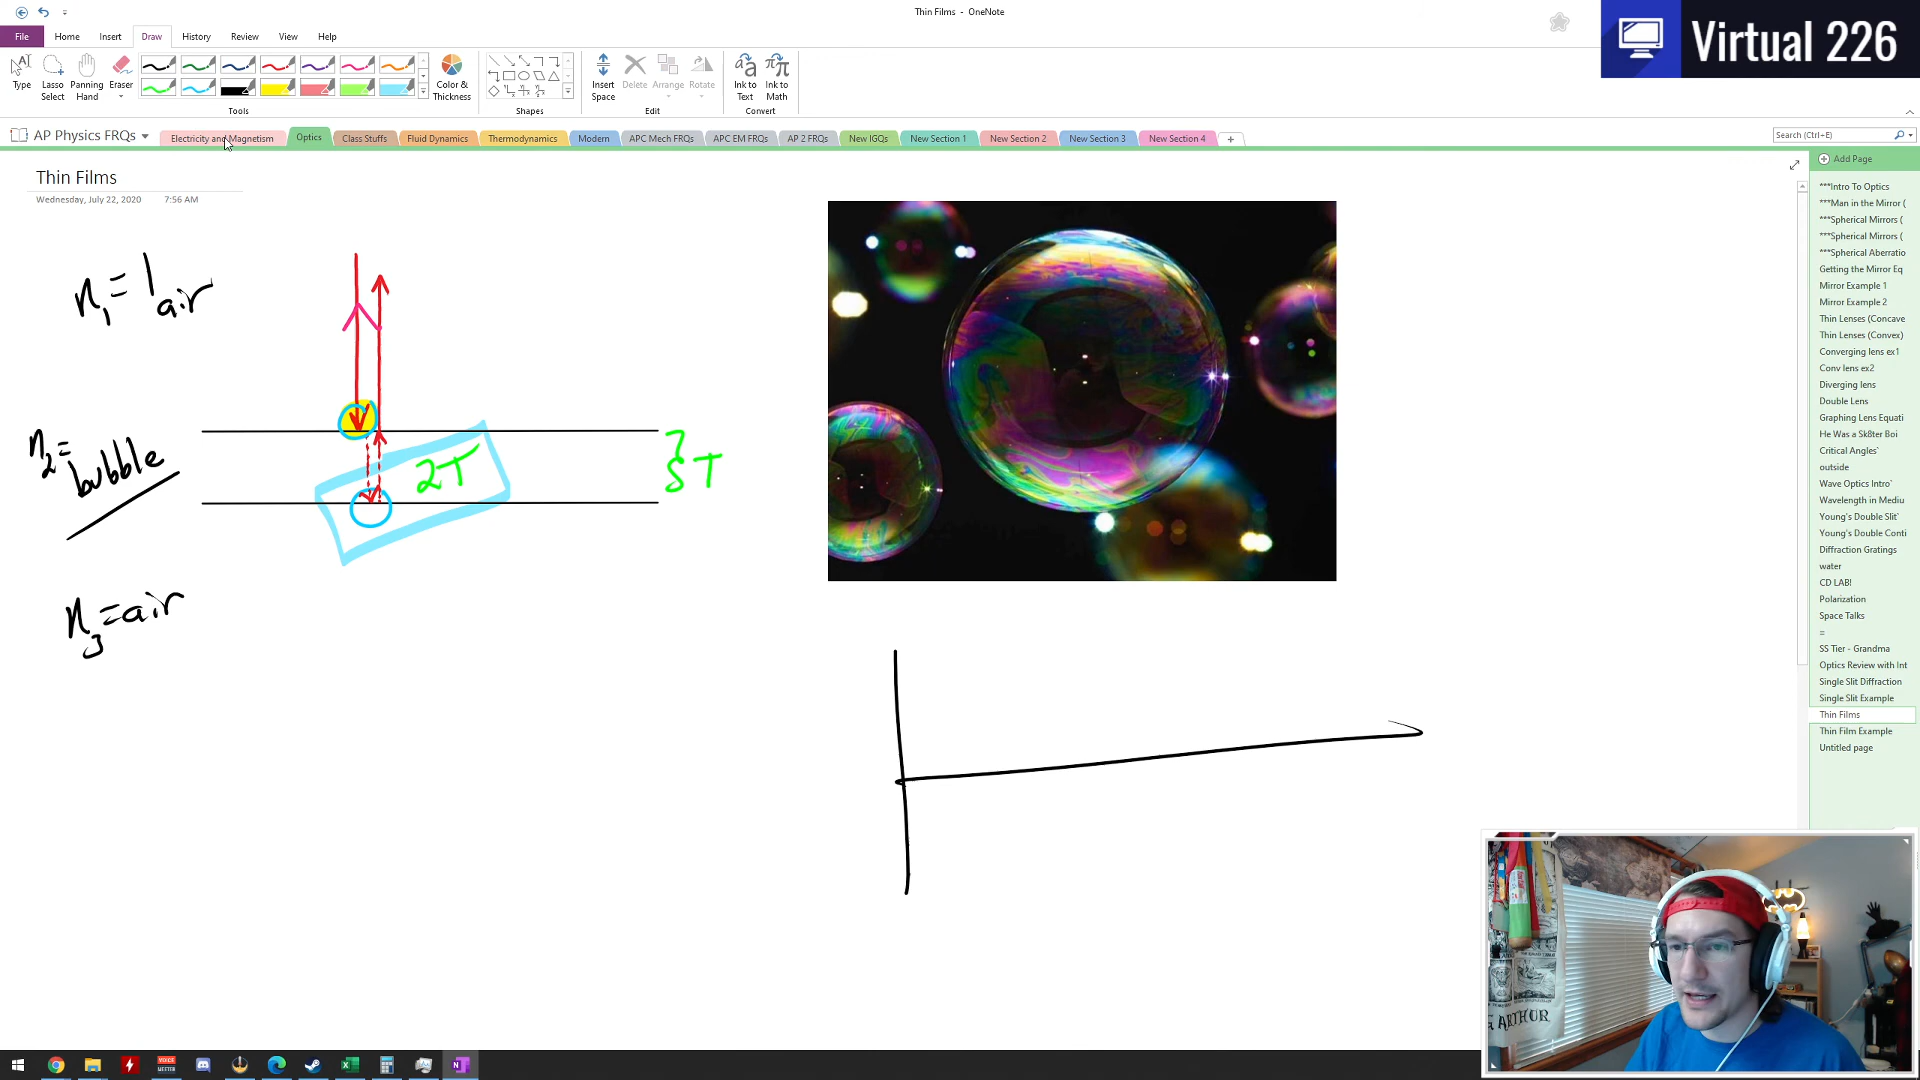 Thin Films - OneNote
Virtual 226
File Home Insert Draw History Review View Help
Type
Lasso Select
Panning Hand
Eraser
Color & Thickness
Insert Space
Delete
Arrange
Rotate
Ink to Text
Ink to Math
Tools
Shapes
Edit
Convert
AP Physics FRQs
Electricity and Magnetism
Optics
Class Stuffs
Fluid Dynamics
Thermodynamics
Modern
APC Mech FRQs
APC EM FRQs
AP 2 FRQs
New IGQs
New Section 1
New Section 2
New Section 3
New Section 4
Search (Ctrl+E)
Thin Films
Wednesday, July 22, 2020 7:56 AM
n₁ = 1 air
n₂ = bubble
2T
T
n₃ = air
Add Page
***Intro To Optics
***Man in the Mirror (
***Spherical Mirrors (
***Spherical Mirrors (
***Spherical Aberratio
Getting the Mirror Eq
Mirror Example 1
Mirror Example 2
Thin Lenses (Concave
Thin Lenses (Convex)
Converging lens ex1
Conv lens ex2
Diverging lens
Double Lens
Graphing Lens Equati
He Was a Sk8ter Boi
Critical Angles`
outside
Wave Optics Intro`
Wavelength in Mediu
Young's Double Slit`
Young's Double Conti
Diffraction Gratings
water
CD LAB!
Polarization
Space Talks
=
SS Tier - Grandma
Optics Review with Int
Single Slit Diffraction
Single Slit Example
Thin Films
Thin Film Example
Untitled page
ARTHUR
VOICE MEETER